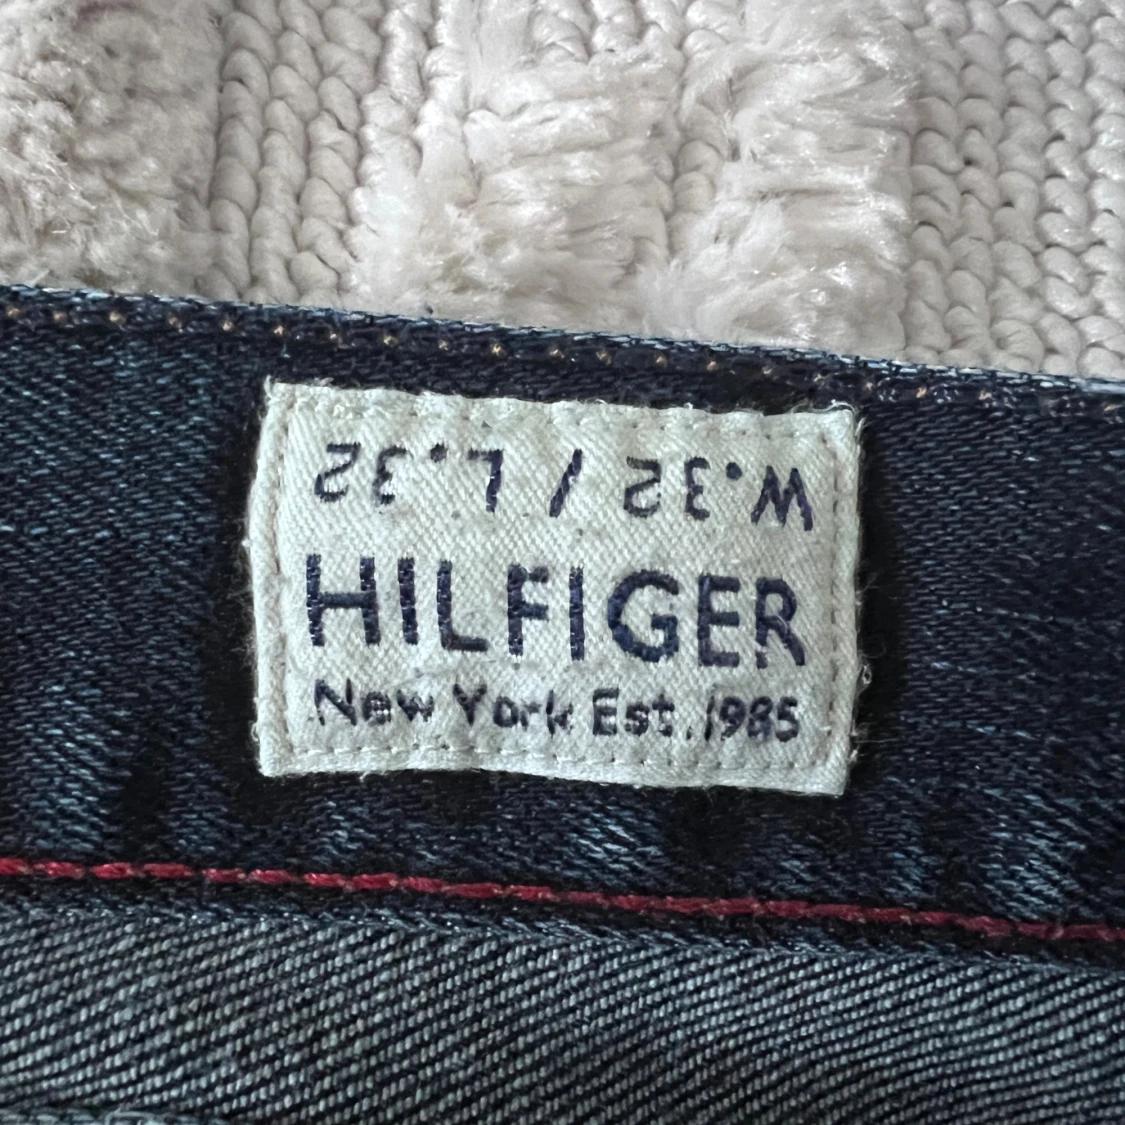 W.32 / L.32
HILFIGER
New York Est.1985